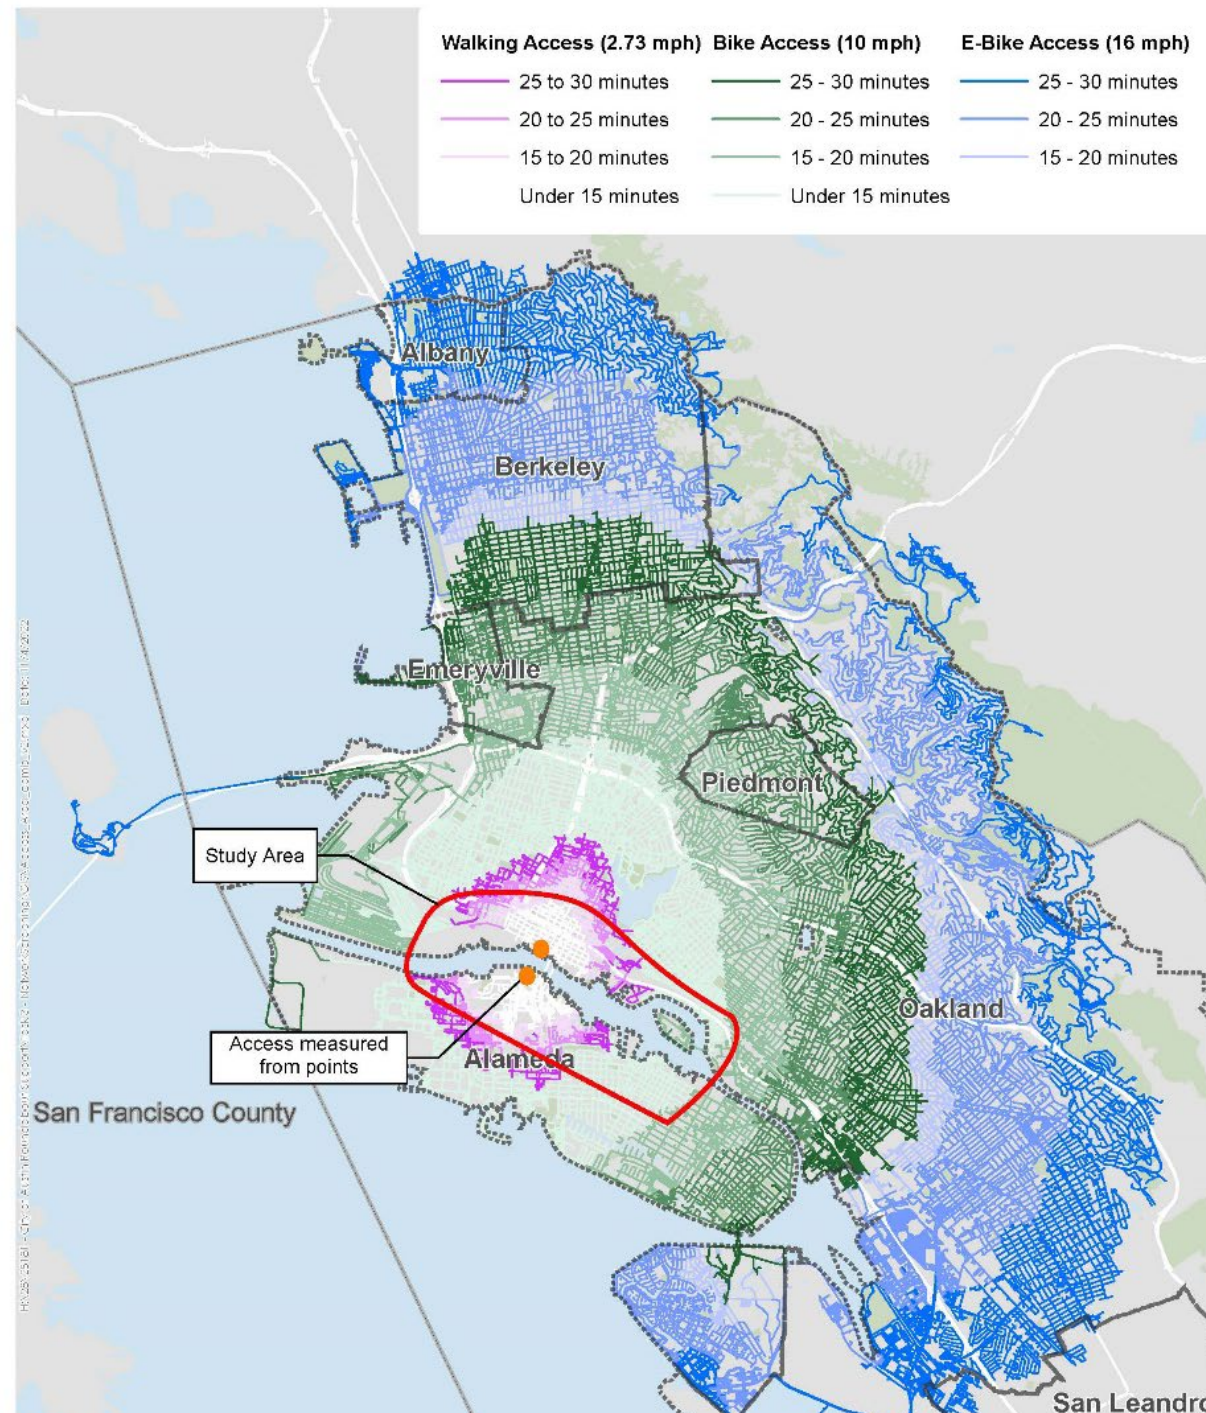 Walking Access (2.73 mph) Bike Access (10 mph) E-Bike Access (16 mph)
25 to 30 minutes 25 - 30 minutes 25 - 30 minutes
20 to 25 minutes 20 - 25 minutes 20 - 25 minutes
15 to 20 minutes 15 - 20 minutes 15 - 20 minutes
Under 15 minutes Under 15 minutes
Albany
Berkeley
Emeryville
Piedmont
Study Area
Oakland
Access measured
from points
Alameda
San Francisco County
San Leandro